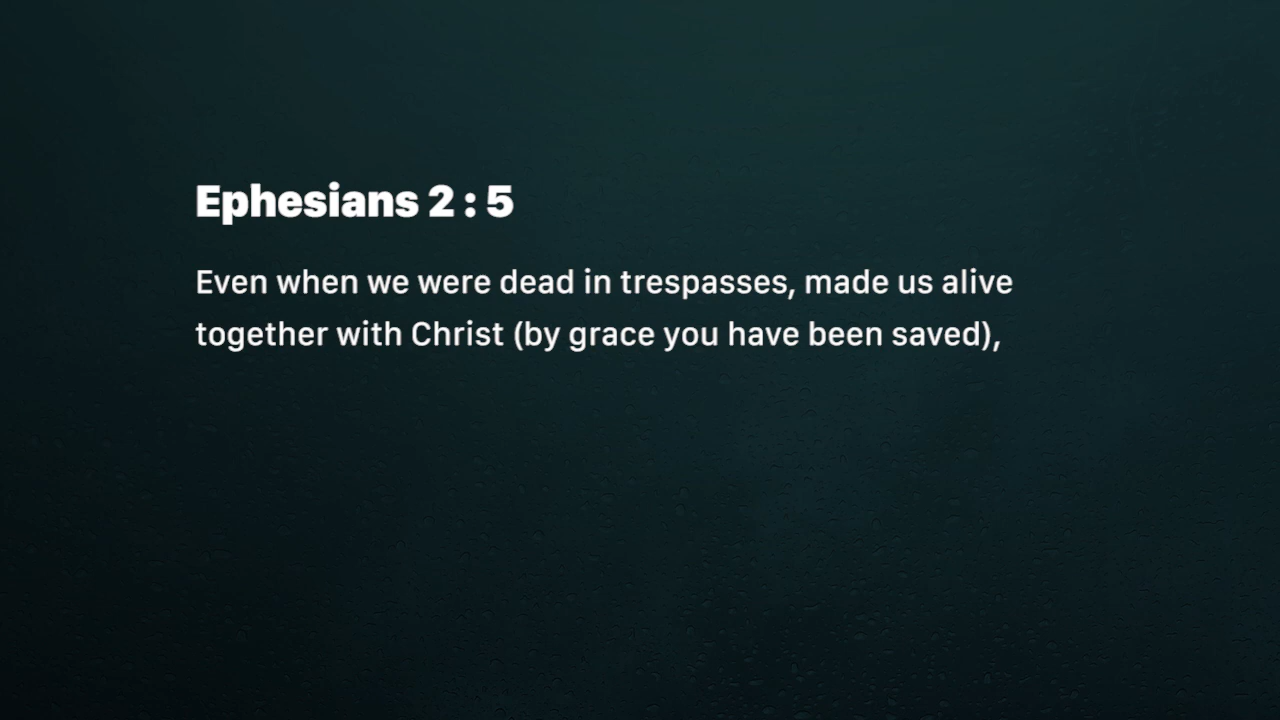 Ephesians 2 : 5
Even when we were dead in trespasses, made us alive
together with Christ (by grace you have been saved),